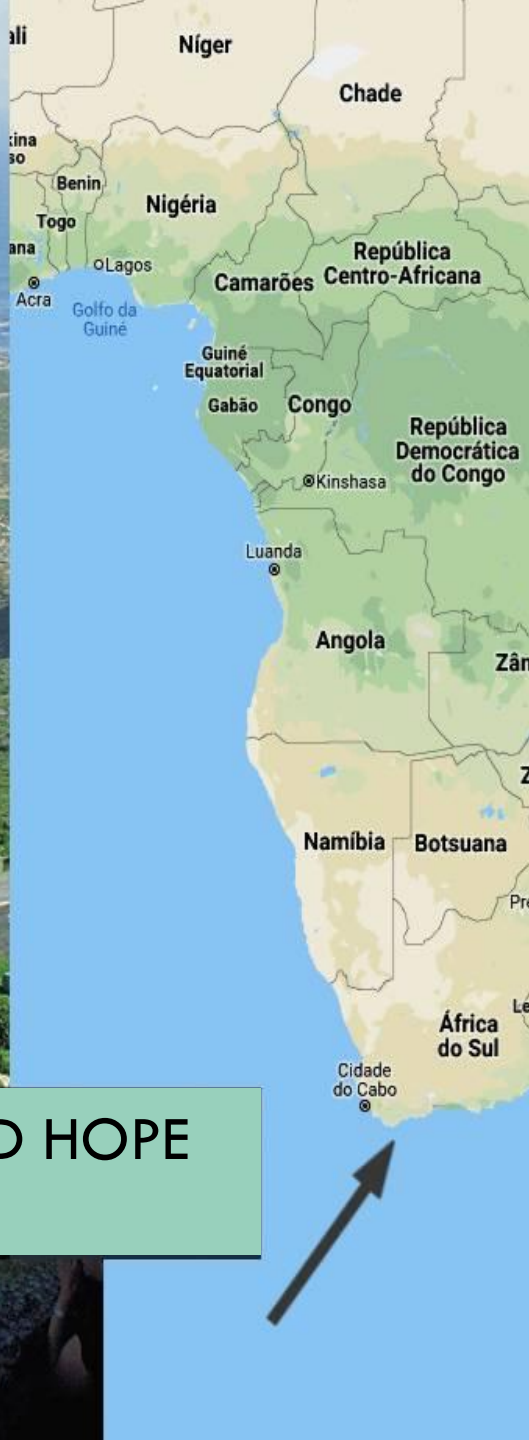 ali
Níger
Chade
kina
so
Benin
Nigéria
Togo
ana
Lagos
República
Centro-Africana
Camarões
Acra
Golfo da
Guiné
Guiné
Equatorial
Gabão
Congo
República
Democrática
do Congo
Kinshasa
Luanda
Angola
Zân
Z
Namíbia
Botsuana
Pre
Le
África
do Sul
Cidade
do Cabo
D HOPE